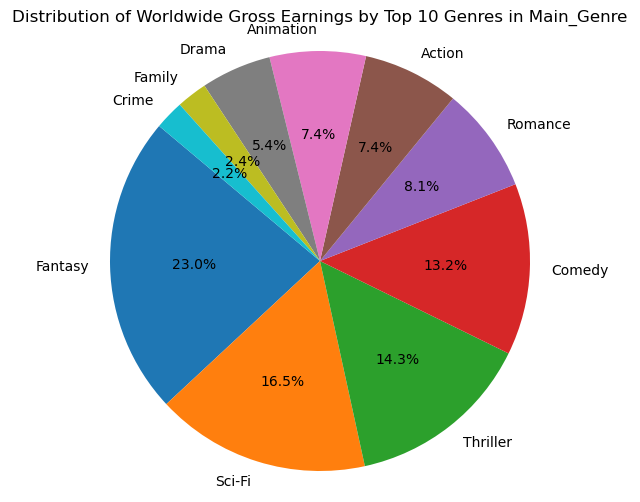 Distribution of Worldwide Gross Earnings by Top 10 Genres in Main_Genre
Animation
Drama
Action
Family
Crime
Romance
7.4%
5.4%
7.4%
2.4%
2.2%
8.1%
Fantasy
23.0%
13.2%
Comedy
14.3%
16.5%
Thriller
Sci-Fi